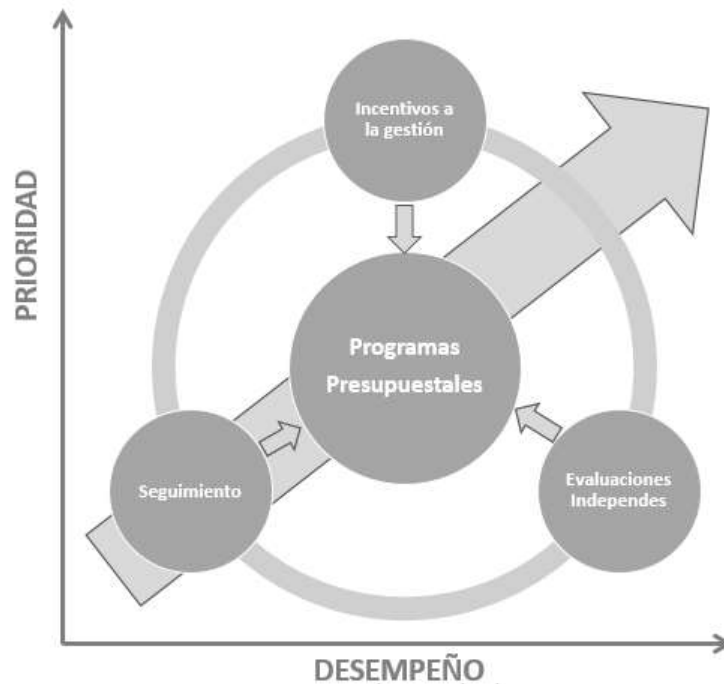 Incentivos a
la gestión
PRIORIDAD
Programas
Presupuestales
Seguimiento
Evaluaciones
Independes
DESEMPEÑO